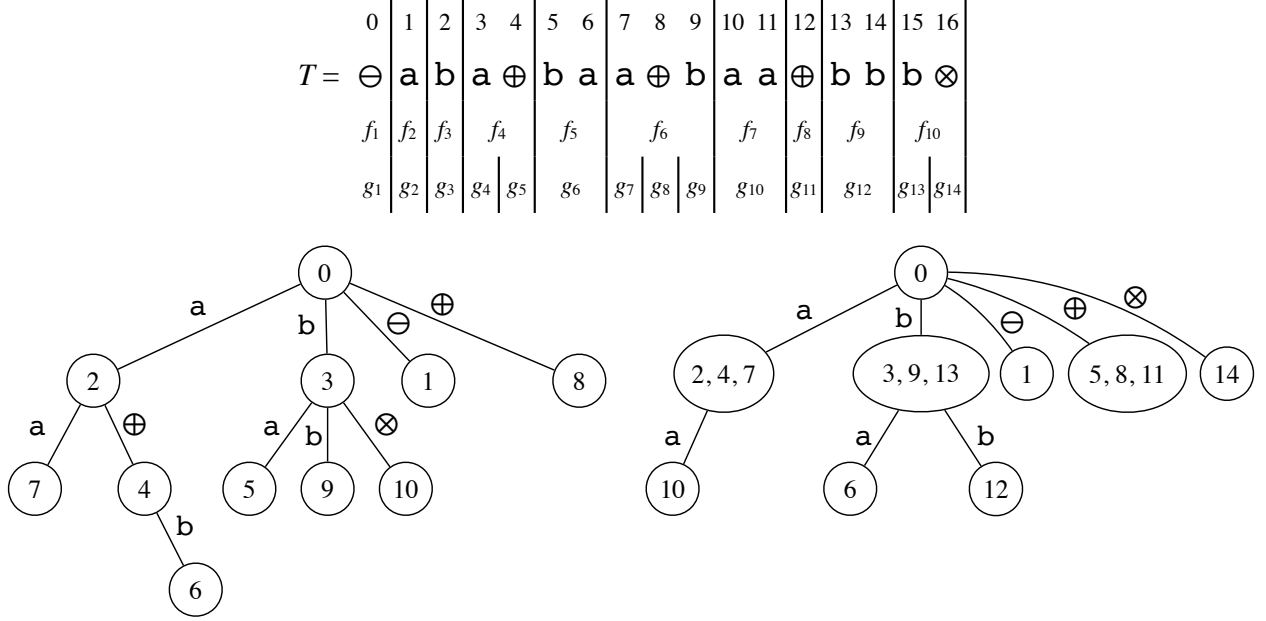 0 1 2 3 4 5 6 7 8 9 10 11 12 13 14 15 16
T = ⊖ a b a ⊕ b a a ⊕ b a a ⊕ b b b ⊗
f1 f2 f3 f4 f5 f6 f7 f8 f9 f10
g1 g2 g3 g4 g5 g6 g7 g8 g9 g10 g11 g12 g13 g14
0 0
a b ⊖ ⊕ a b ⊖ ⊕ ⊗
2 3 1 8 2, 4, 7 3, 9, 13 1 5, 8, 11 14
a ⊕ a b ⊗ a a b
7 4 5 9 10 10 6 12
b
6